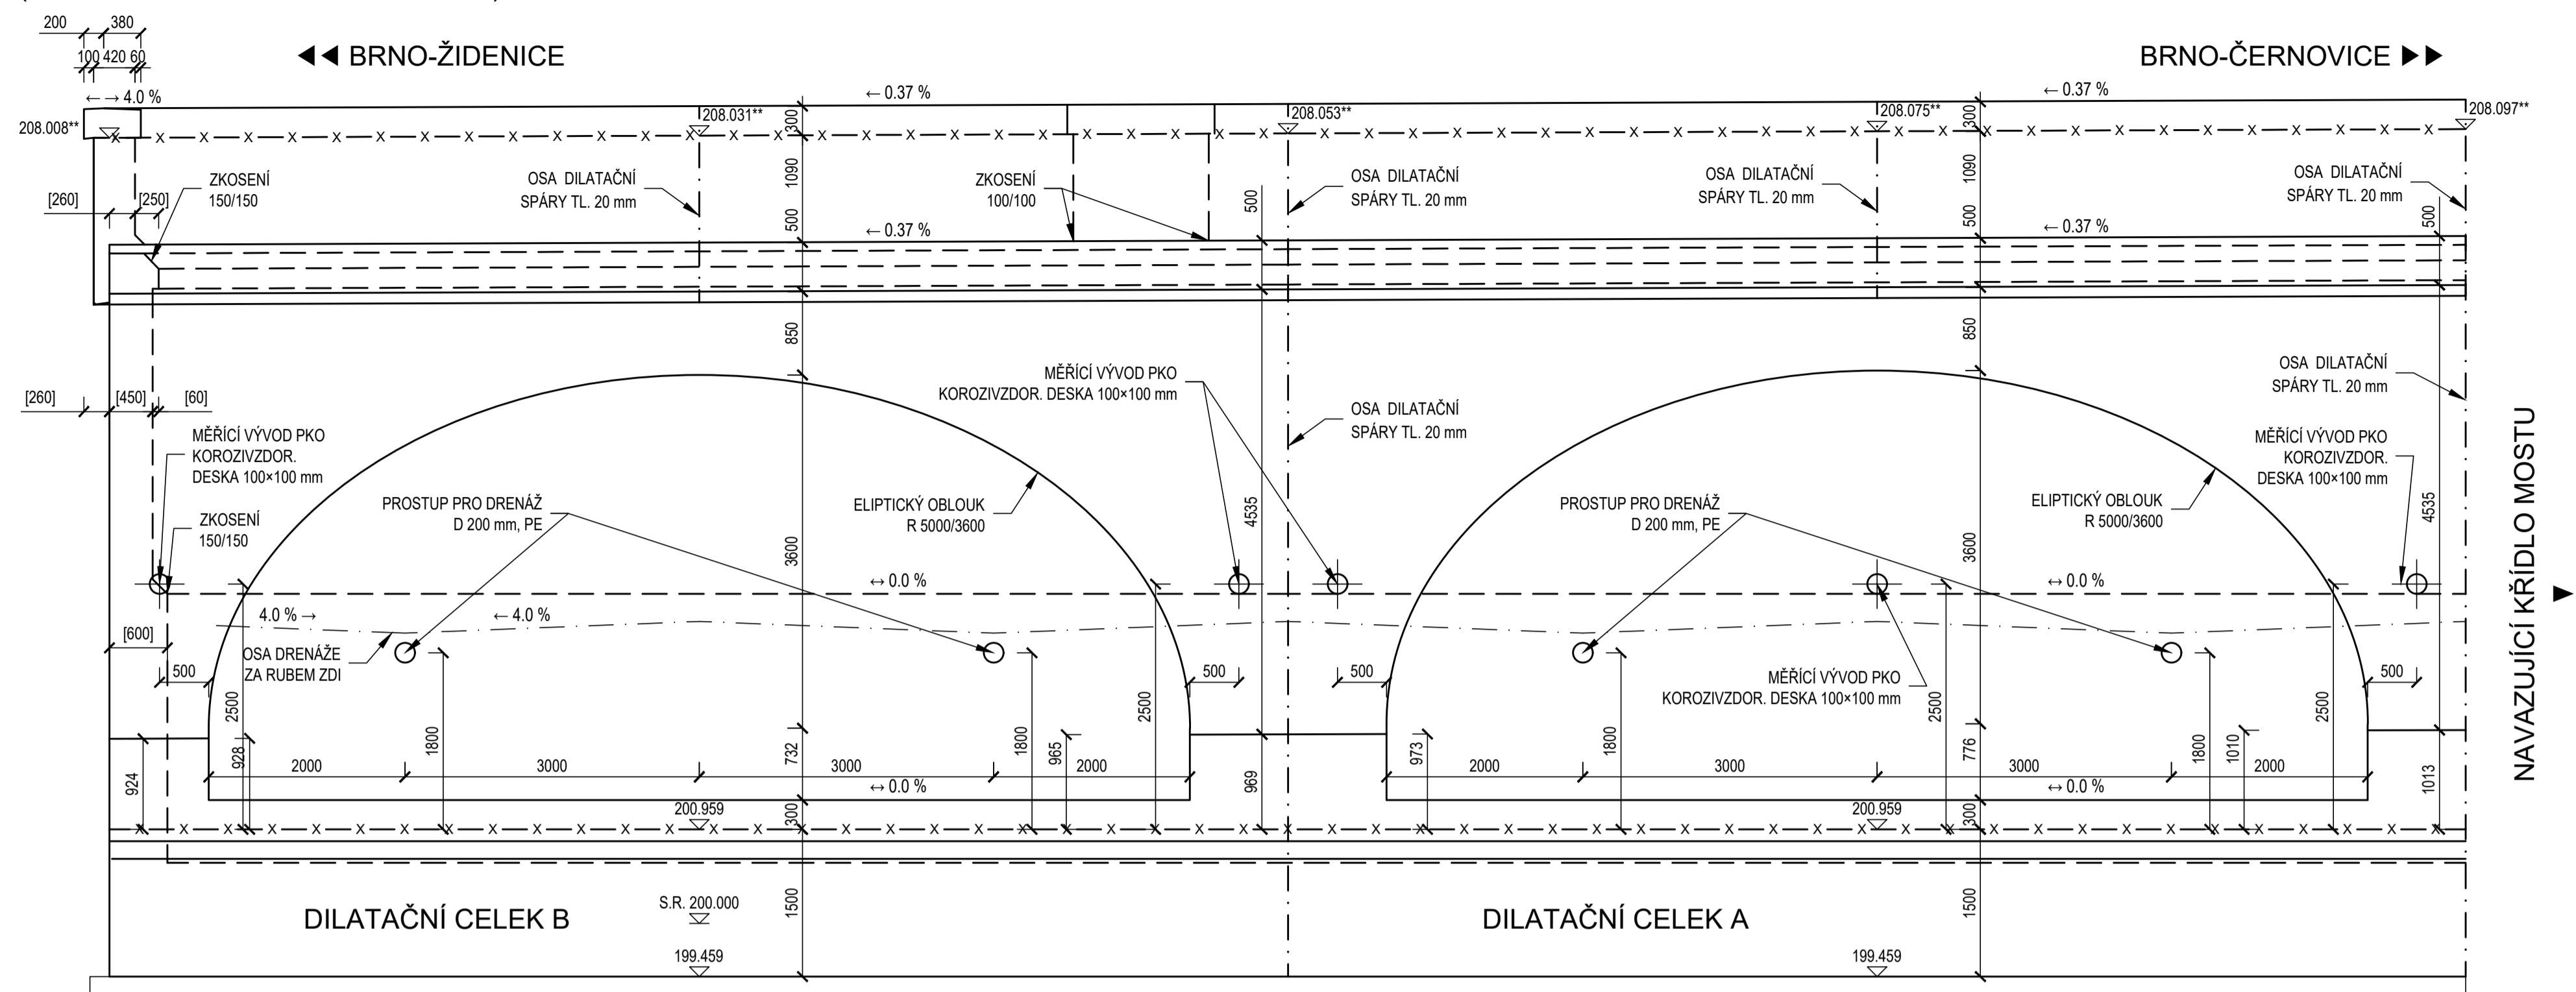 200 380
100 420 60
◄◄ BRNO-ŽIDENICE
BRNO-ČERNOVICE ►►
←→ 4.0 %
← 0.37 %
← 0.37 %
208.008**
208.031**
208.053**
208.075**
208.097**
300
300
1090
1090
500
500
500
500
[260]
[250]
ZKOSENÍ
150/150
OSA DILATAČNÍ
SPÁRY TL. 20 mm
ZKOSENÍ
100/100
OSA DILATAČNÍ
SPÁRY TL. 20 mm
OSA DILATAČNÍ
SPÁRY TL. 20 mm
OSA DILATAČNÍ
SPÁRY TL. 20 mm
← 0.37 %
← 0.37 %
850
850
[260]
[450]
[60]
MĚŘÍCÍ VÝVOD PKO
KOROZIVZDOR.
DESKA 100×100 mm
ZKOSENÍ
150/150
PROSTUP PRO DRENÁŽ
D 200 mm, PE
MĚŘÍCÍ VÝVOD PKO
KOROZIVZDOR. DESKA 100×100 mm
ELIPTICKÝ OBLOUK
R 5000/3600
OSA DILATAČNÍ
SPÁRY TL. 20 mm
PROSTUP PRO DRENÁŽ
D 200 mm, PE
ELIPTICKÝ OBLOUK
R 5000/3600
OSA DILATAČNÍ
SPÁRY TL. 20 mm
MĚŘÍCÍ VÝVOD PKO
KOROZIVZDOR.
DESKA 100×100 mm
NAVAZUJÍCÍ KŘÍDLO MOSTU ►
3600
4535
3600
4535
↔ 0.0 %
↔ 0.0 %
4.0 % →
← 4.0 %
[600]
OSA DRENÁŽE
ZA RUBEM ZDI
500
500
500
500
MĚŘÍCÍ VÝVOD PKO
KOROZIVZDOR. DESKA 100×100 mm
2500
2500
2500
2500
924
928
1800
732
1800
965
969
973
1800
776
1800
1010
1013
2000 3000 3000 2000
2000 3000 3000 2000
↔ 0.0 %
↔ 0.0 %
200.959
300
200.959
300
DILATAČNÍ CELEK B
S.R. 200.000
1500
DILATAČNÍ CELEK A
1500
199.459
199.459